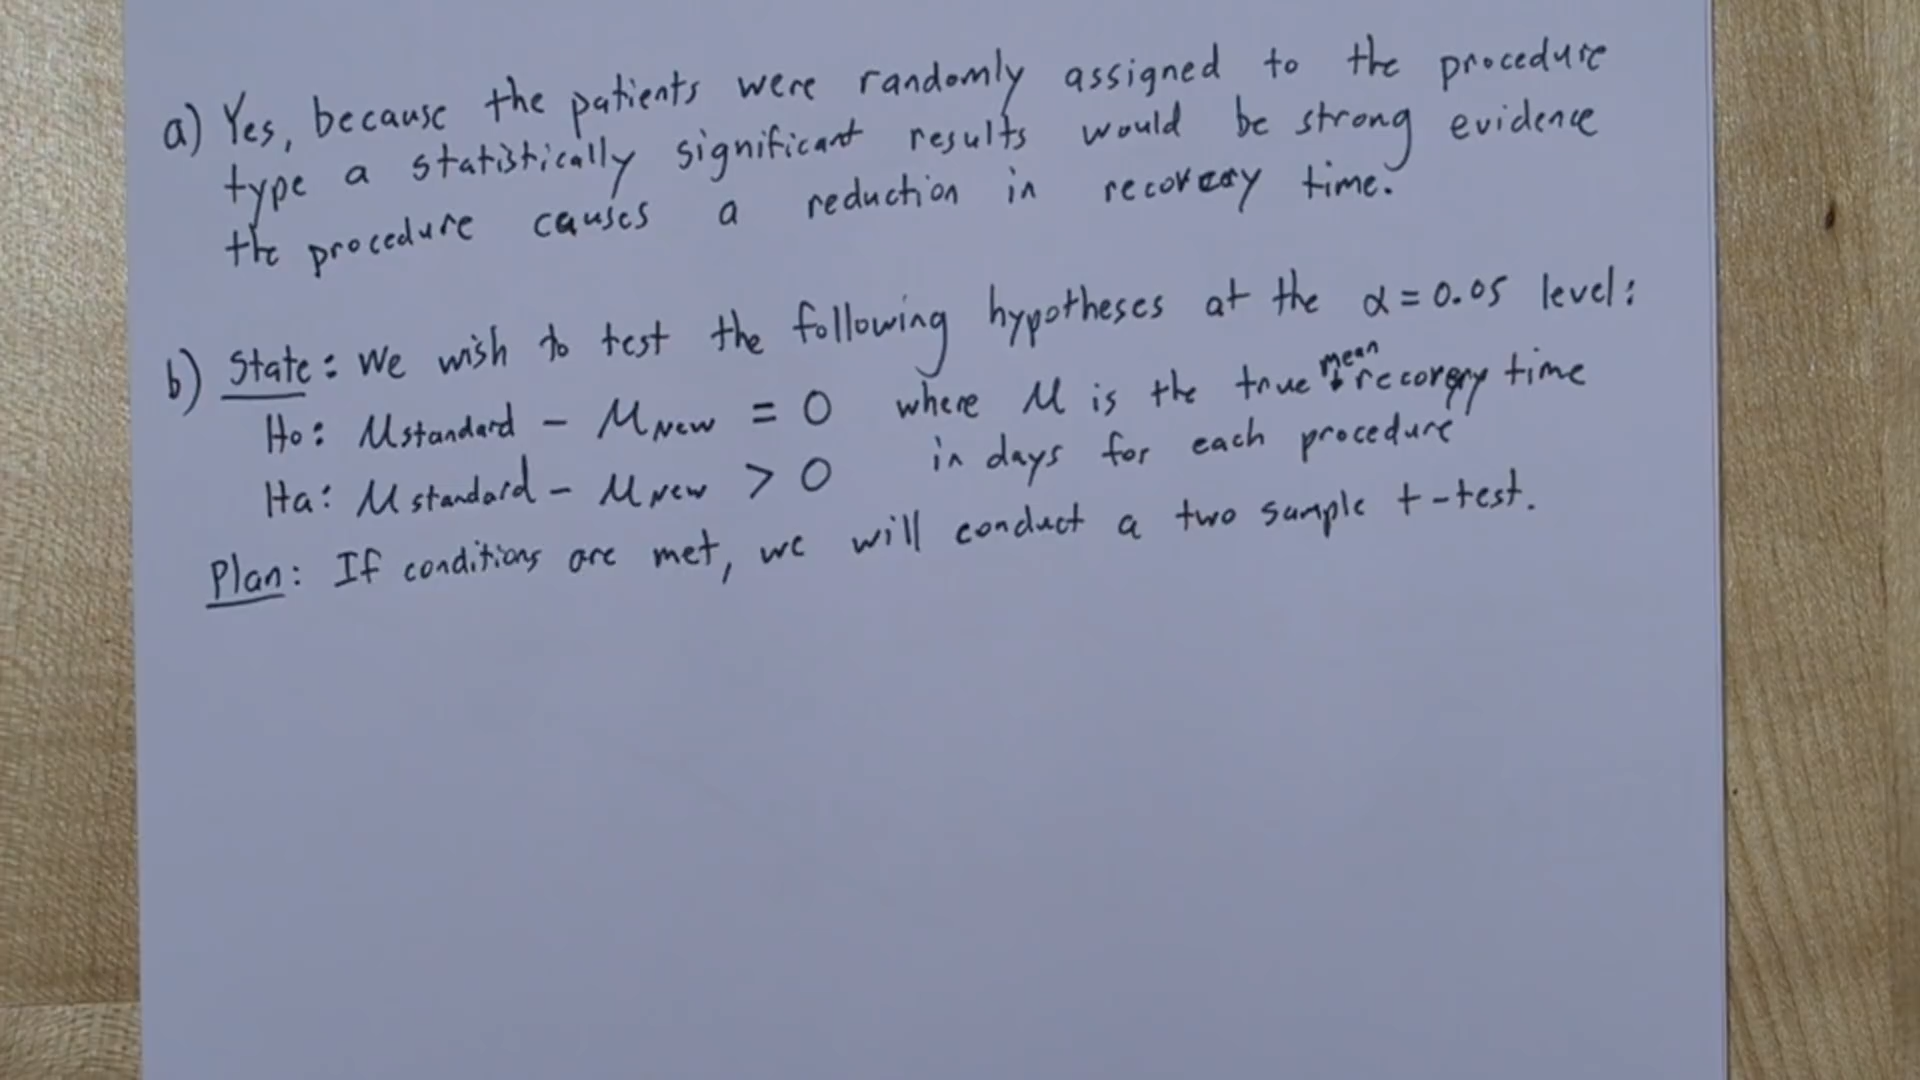 a) Yes, because the patients were randomly assigned to the procedure
type a statistically significant results would be strong evidence
the procedure causes a reduction in recovery time.
b) State: We wish to test the following hypotheses at the α = 0.05 level:
Ho: μstandard - μNew = 0 where μ is the true mean recovery time
Ha: μstandard - μNew > 0 in days for each procedure
Plan: If conditions are met, we will conduct a two sample t-test.